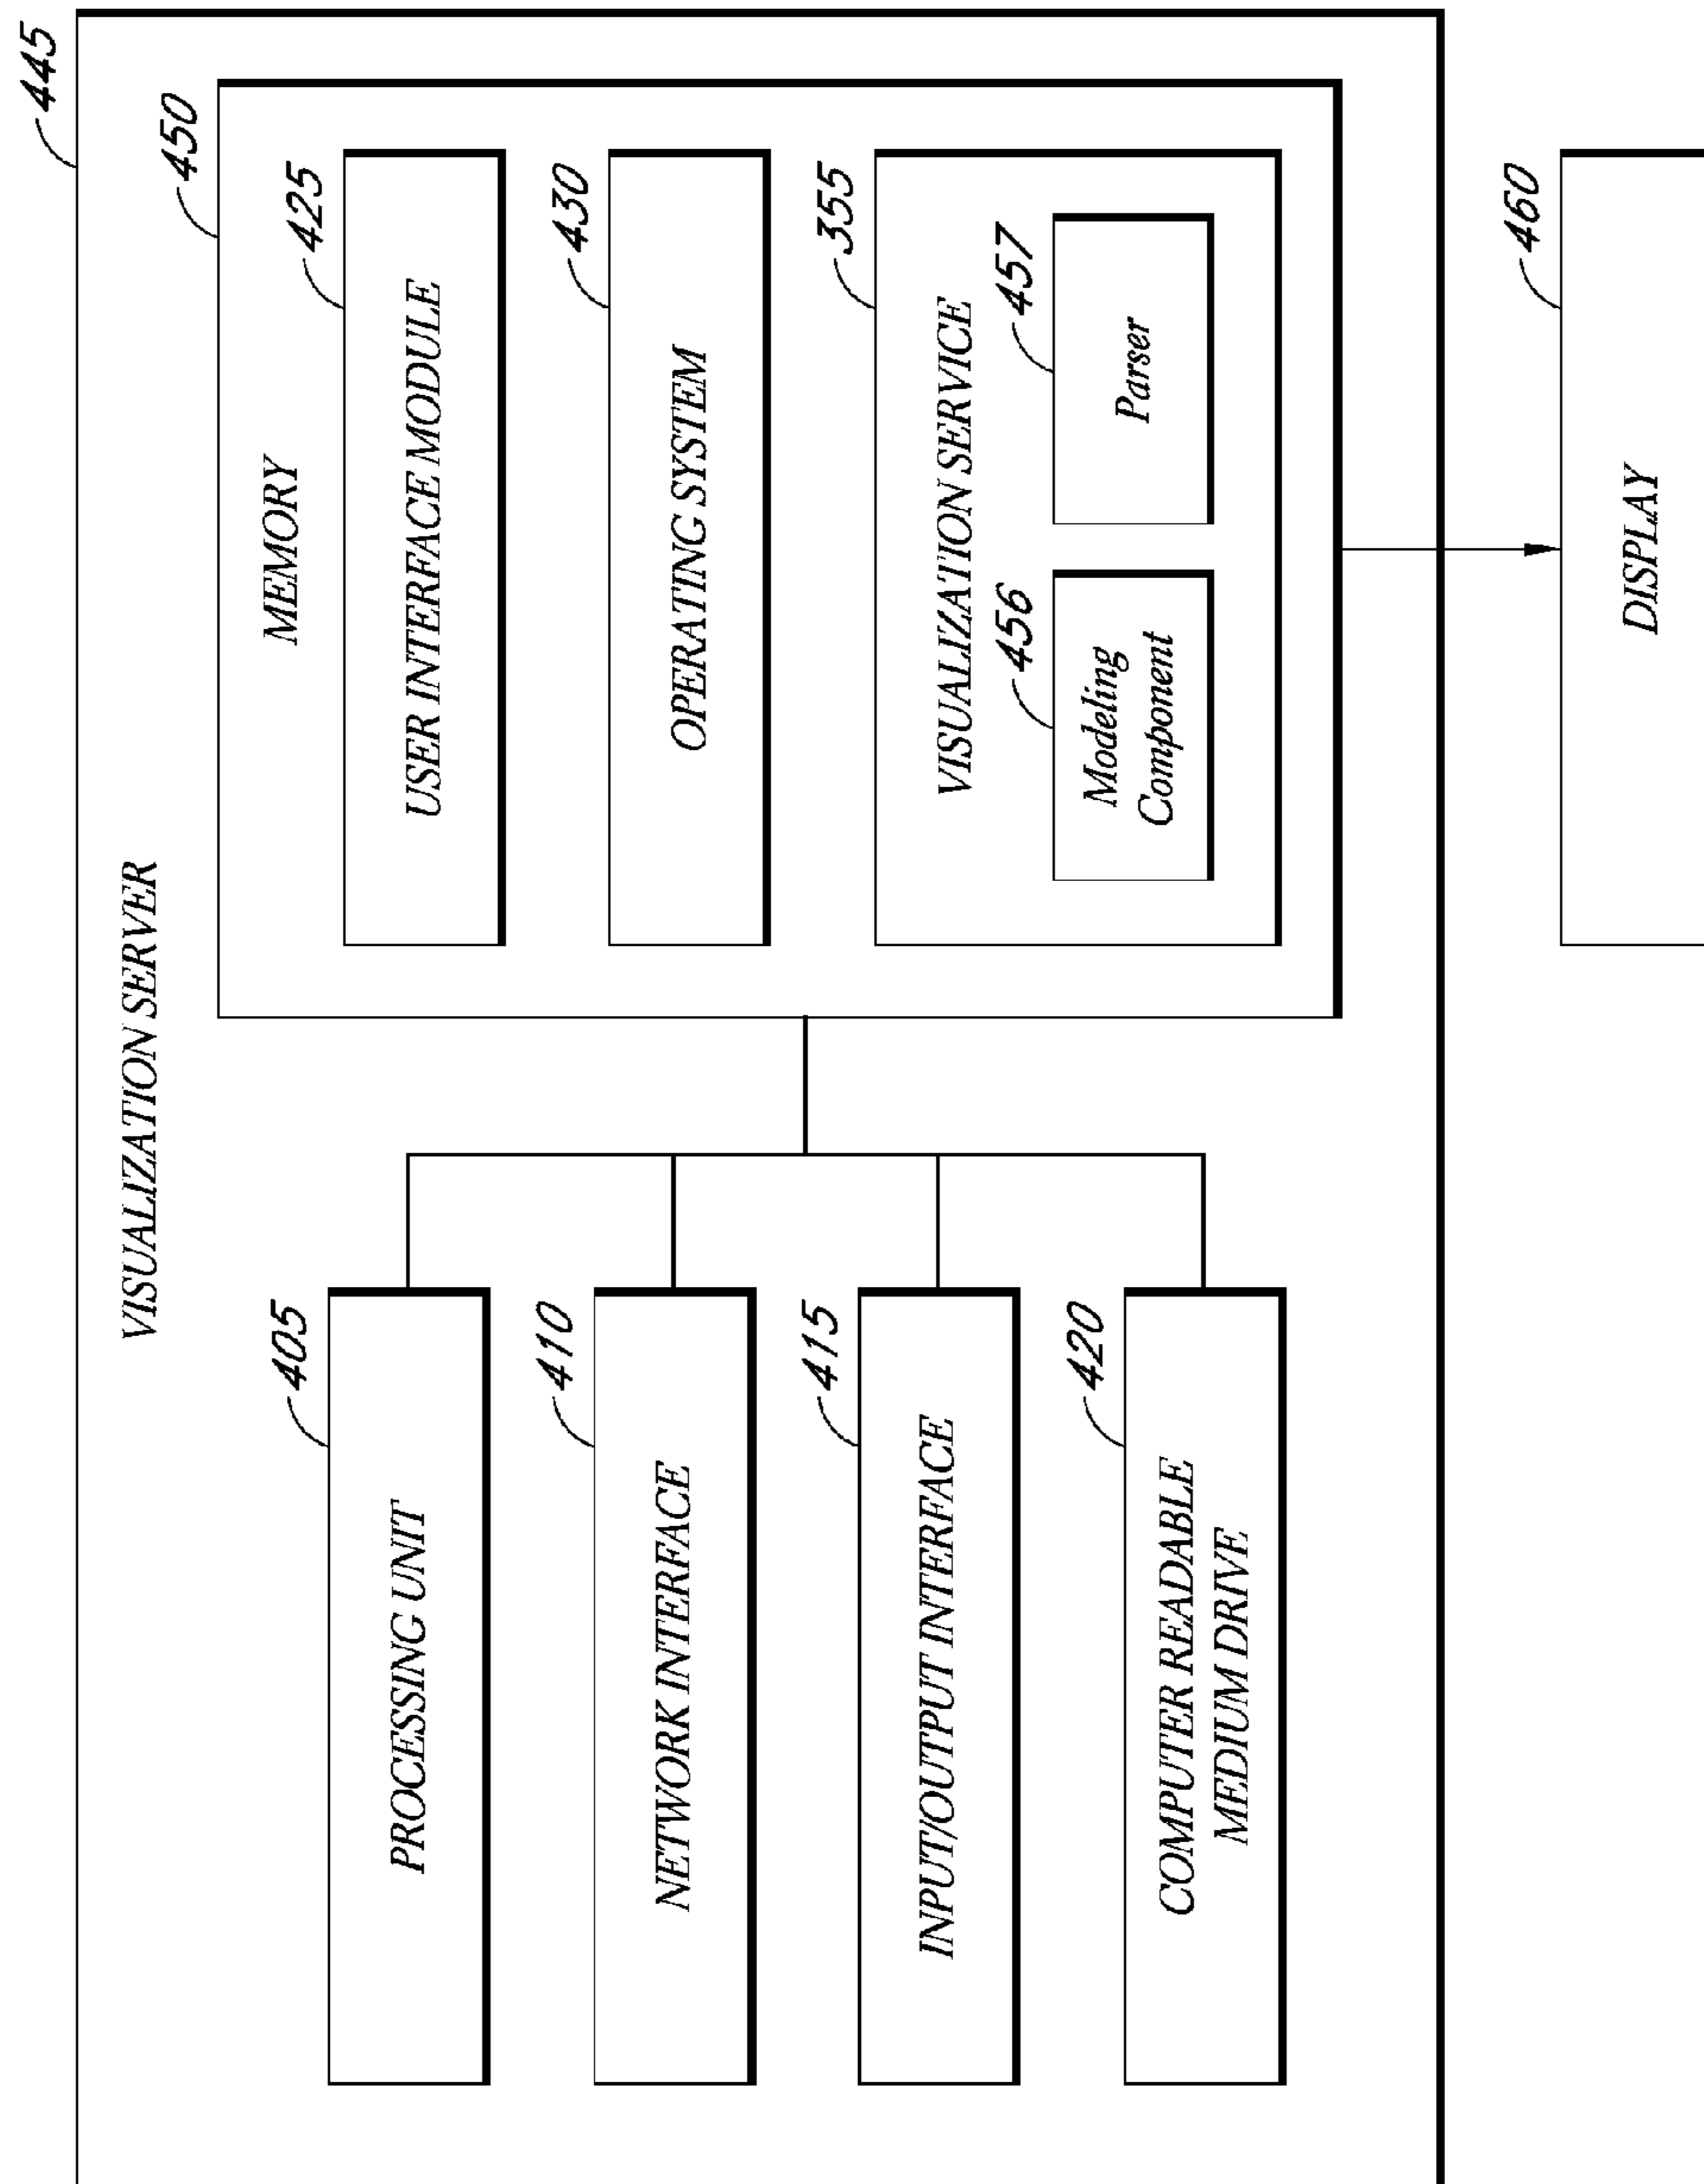 445
VISUALIZATION SERVER
450
MEMORY
405
PROCESSING UNIT
425
USER INTERFACE MODULE
410
NETWORK INTERFACE
430
OPERATING SYSTEM
415
INPUT/OUTPUT INTERFACE
355
VISUALIZATION SERVICE
456
Modeling
Component
457
Parser
420
COMPUTER READABLE
MEDIUM DRIVE
460
DISPLAY